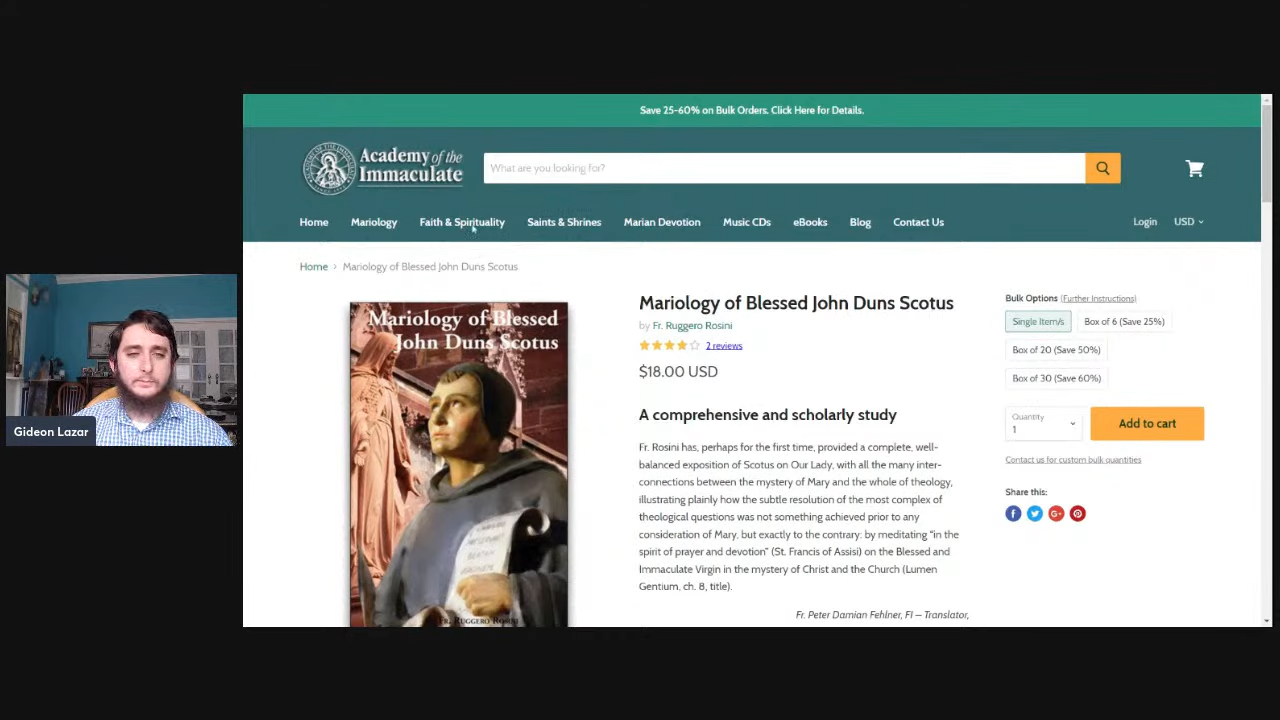 Save 25-60% on Bulk Orders. Click Here for Details.
Academy of the
Immaculate
What are you looking for?
Home Mariology Faith & Spirituality Saints & Shrines Marian Devotion Music CDs eBooks Blog Contact Us Login USD
Home › Mariology of Blessed John Duns Scotus
Mariology of Blessed
John Duns Scotus
Fr. Ruggero Rosini
Mariology of Blessed John Duns Scotus
by Fr. Ruggero Rosini
2 reviews
$18.00 USD
A comprehensive and scholarly study
Fr. Rosini has, perhaps for the first time, provided a complete, well-
balanced exposition of Scotus on Our Lady, with all the many inter-
connections between the mystery of Mary and the whole of theology,
illustrating plainly how the subtle resolution of the most complex of
theological questions was not something achieved prior to any
consideration of Mary, but exactly to the contrary: by meditating “in the
spirit of prayer and devotion” (St. Francis of Assisi) on the Blessed and
Immaculate Virgin in the mystery of Christ and the Church (Lumen
Gentium, ch. 8, title).
Fr. Peter Damian Fehlner, FI – Translator,
Bulk Options (Further Instructions)
Single Item/s Box of 6 (Save 25%)
Box of 20 (Save 50%)
Box of 30 (Save 60%)
Quantity
1
Add to cart
Contact us for custom bulk quantities
Share this:
Gideon Lazar